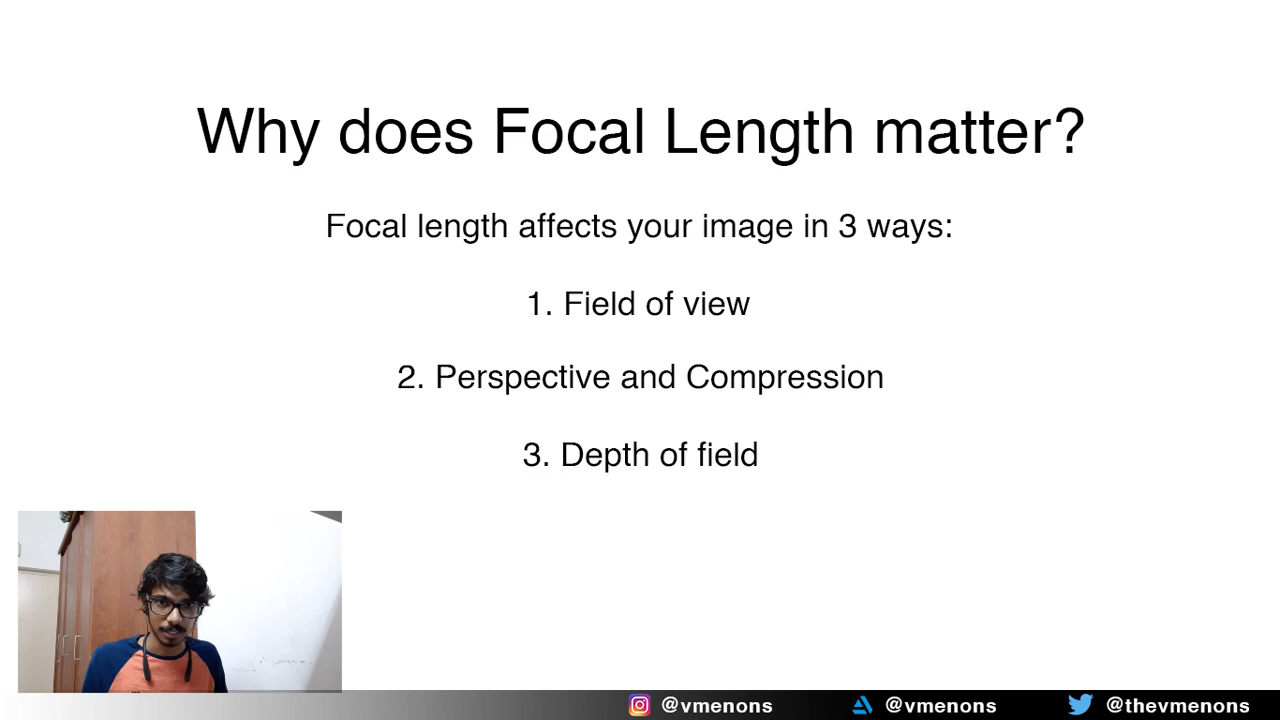 Why does Focal Length matter?
Focal length affects your image in 3 ways:
1. Field of view
2. Perspective and Compression
3. Depth of field
@vmenons @vmenons @thevmenons